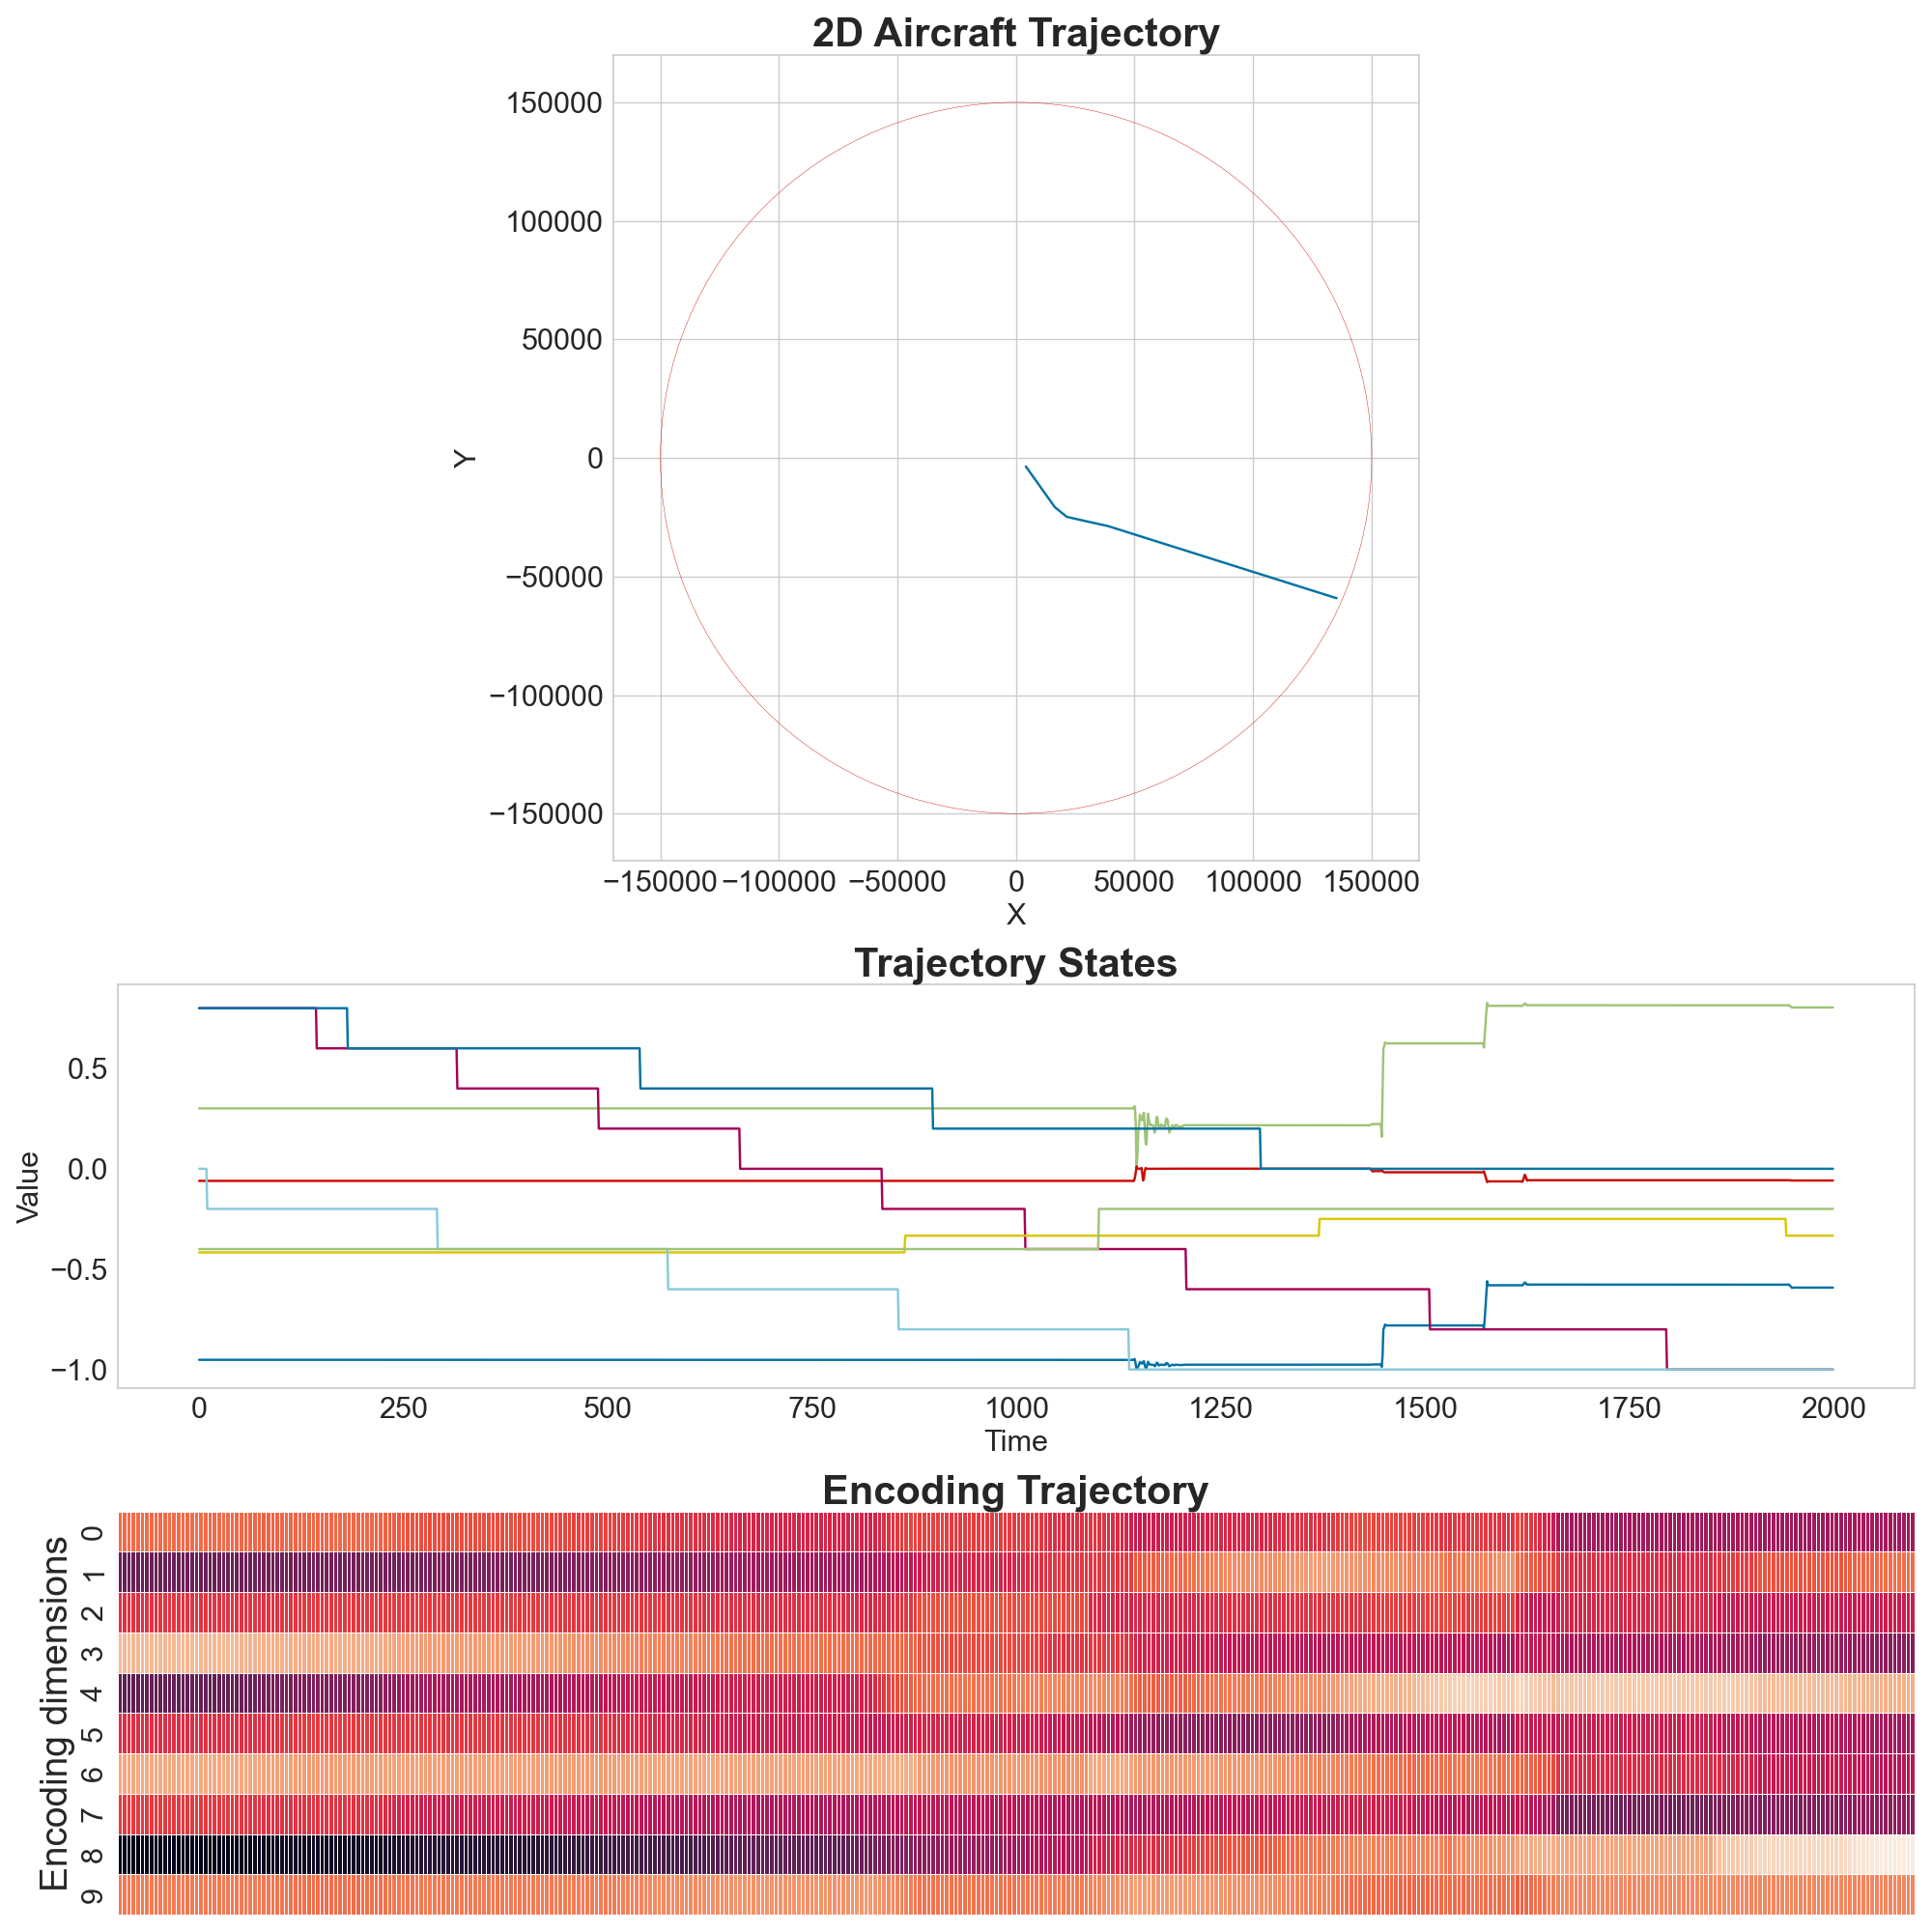 2D Aircraft Trajectory
150000
100000
50000
0
−50000
−100000
−150000
Y
−150000 −100000 −50000 0 50000 100000 150000
X
Trajectory States
0.5
0.0
−0.5
−1.0
Value
0 250 500 750 1000 1250 1500 1750 2000
Time
Encoding Trajectory
Encoding dimensions
0
1
2
3
4
5
6
7
8
9